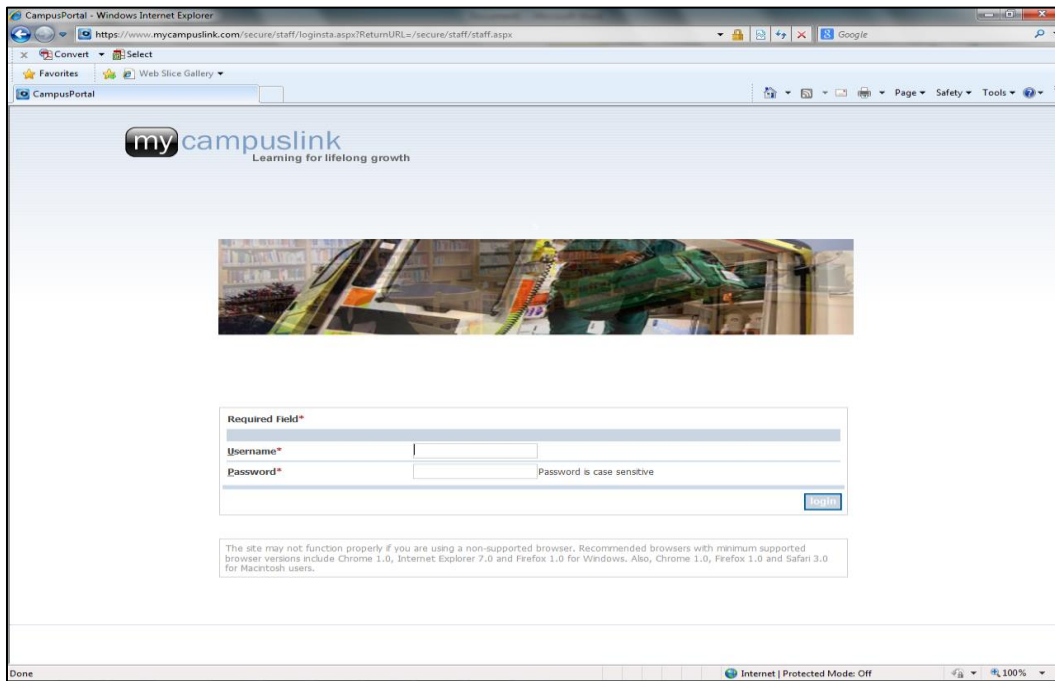 CampusPortal - Windows Internet Explorer
https://www.mycampuslink.com/secure/staff/loginsta.aspx?ReturnURL=/secure/staff/staff.aspx
Google
x Convert Select
Favorites Web Slice Gallery
CampusPortal
Page Safety Tools
my campuslink
Learning for lifelong growth
Required Field*
Username*
Password* Password is case sensitive
login
The site may not function properly if you are using a non-supported browser. Recommended browsers with minimum supported
browser versions include Chrome 1.0, Internet Explorer 7.0 and Firefox 1.0 for Windows. Also, Chrome 1.0, Firefox 1.0 and Safari 3.0
for Macintosh users.
Done Internet | Protected Mode: Off 100%